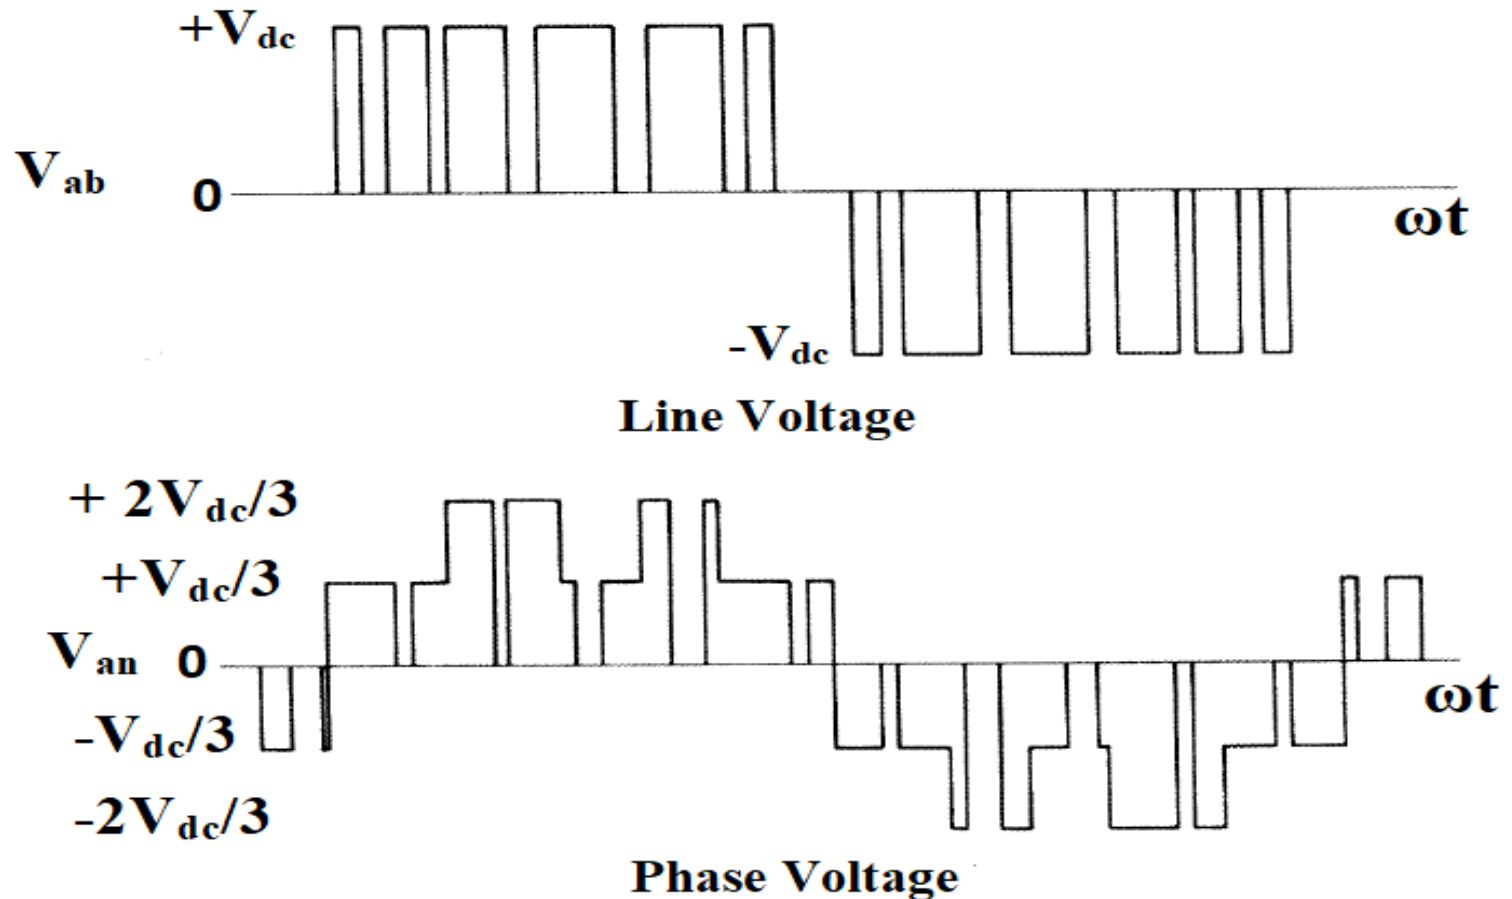 +Vdc
Vab 0
ωt
-Vdc
Line Voltage
+ 2Vdc/3
+Vdc/3
Van 0
ωt
-Vdc/3
-2Vdc/3
Phase Voltage